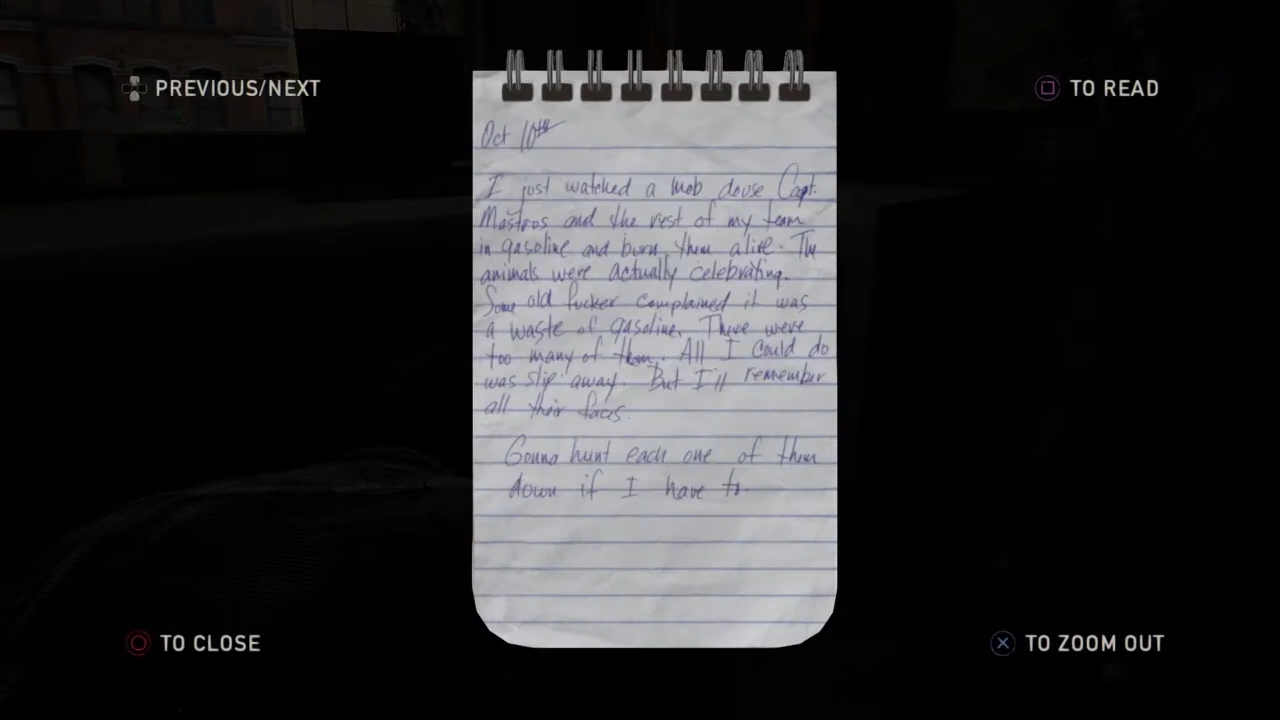 PREVIOUS/NEXT
TO READ
Oct 10th
I just watched a mob douse Capt.
Mastros and the rest of my team
in gasoline and burn them alive. The
animals were actually celebrating.
Some old fucker complained it was
a waste of gasoline. There were
too many of them. All I could do
was slip away. But I'll remember
all their faces.
Gonna hunt each one of them
down if I have to.
TO CLOSE
TO ZOOM OUT